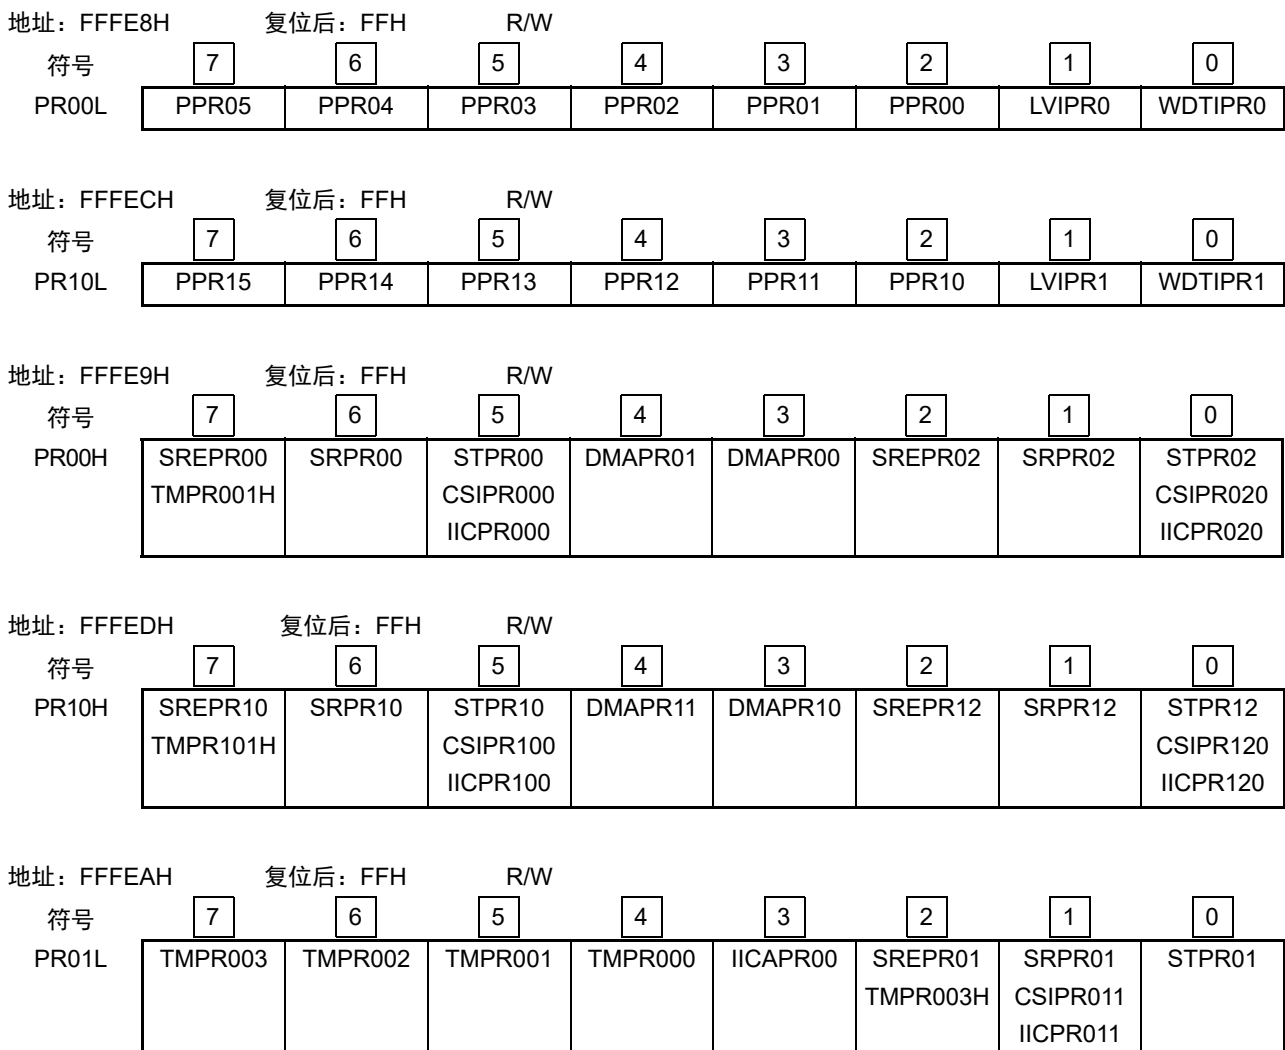 地址：FFFE8H 复位后：FFH R/W
符号 7 6 5 4 3 2 1 0
PR00L PPR05 PPR04 PPR03 PPR02 PPR01 PPR00 LVIPR0 WDTIPR0
地址：FFFECH 复位后：FFH R/W
符号 7 6 5 4 3 2 1 0
PR10L PPR15 PPR14 PPR13 PPR12 PPR11 PPR10 LVIPR1 WDTIPR1
地址：FFFE9H 复位后：FFH R/W
符号 7 6 5 4 3 2 1 0
PR00H SREPR00 SRPR00 STPR00 DMAPR01 DMAPR00 SREPR02 SRPR02 STPR02
TMPR001H CSIPR000 CSIPR020
IICPR000 IICPR020
地址：FFFEDH 复位后：FFH R/W
符号 7 6 5 4 3 2 1 0
PR10H SREPR10 SRPR10 STPR10 DMAPR11 DMAPR10 SREPR12 SRPR12 STPR12
TMPR101H CSIPR100 CSIPR120
IICPR100 IICPR120
地址：FFFEAH 复位后：FFH R/W
符号 7 6 5 4 3 2 1 0
PR01L TMPR003 TMPR002 TMPR001 TMPR000 IICAPR00 SREPR01 SRPR01 STPR01
TMPR003H CSIPR011
IICPR011